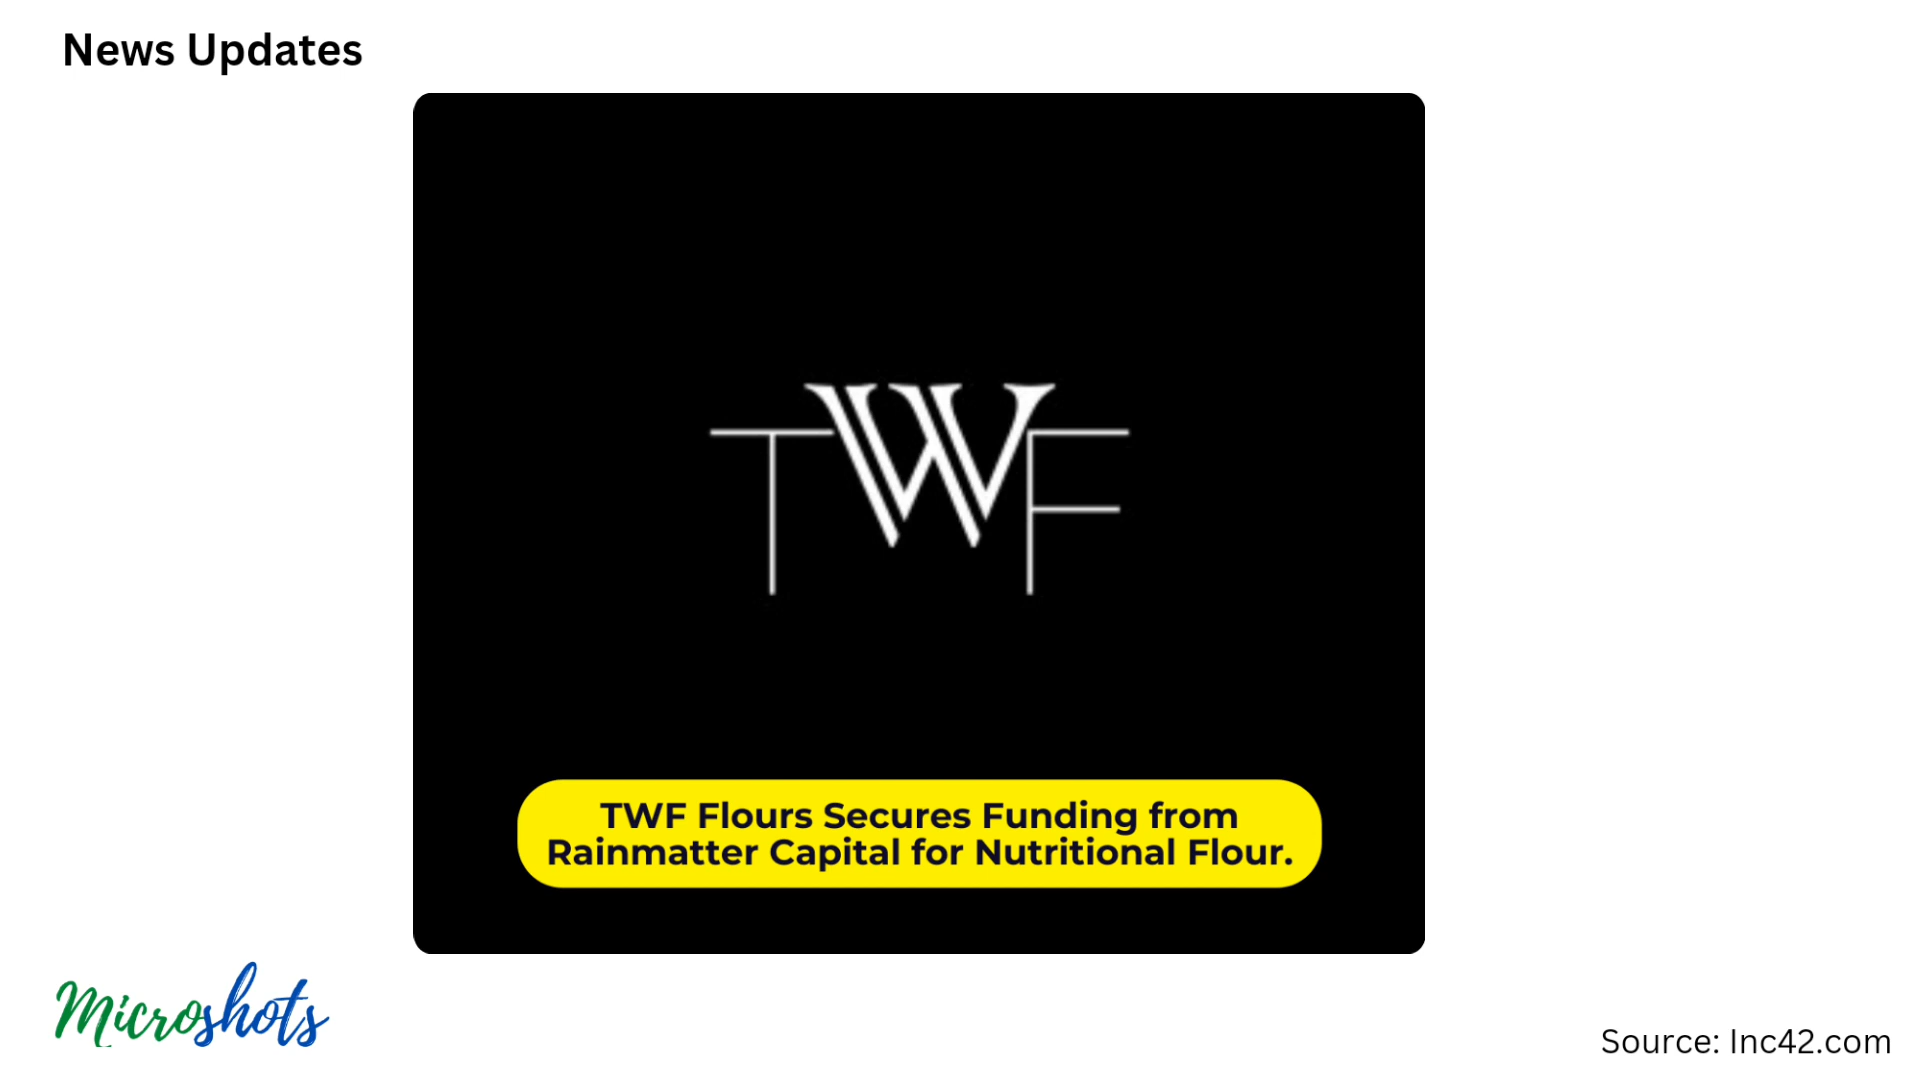 News Updates
TWF
TWF Flours Secures Funding from
Rainmatter Capital for Nutritional Flour.
Microshots
Source: Inc42.com